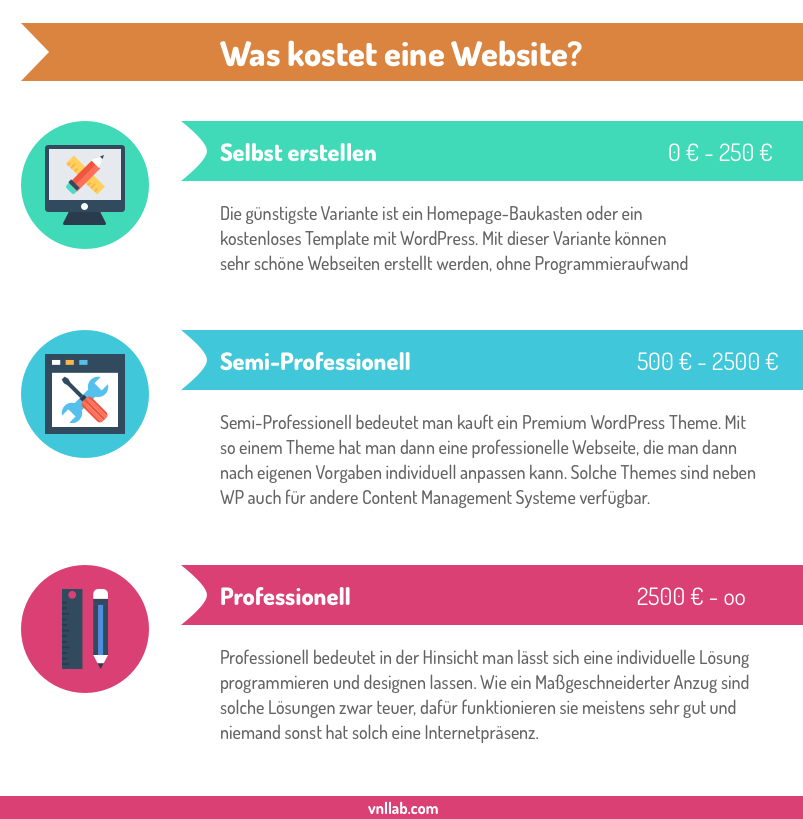 Was kostet eine Website?
Selbst erstellen 0 € - 250 €
Die günstigste Variante ist ein Homepage-Baukasten oder ein
kostenloses Template mit WordPress. Mit dieser Variante können
sehr schöne Webseiten erstellt werden, ohne Programmieraufwand
Semi-Professionell 500 € - 2500 €
Semi-Professionell bedeutet man kauft ein Premium WordPress Theme. Mit
so einem Theme hat man dann eine professionelle Webseite, die man dann
nach eigenen Vorgaben individuell anpassen kann. Solche Themes sind neben
WP auch für andere Content Management Systeme verfügbar.
Professionell 2500 € - oo
Professionell bedeutet in der Hinsicht man lässt sich eine individuelle Lösung
programmieren und designen lassen. Wie ein Maßgeschneiderter Anzug sind
solche Lösungen zwar teuer, dafür funktionieren sie meistens sehr gut und
niemand sonst hat solch eine Internetpräsenz.
vnllab.com